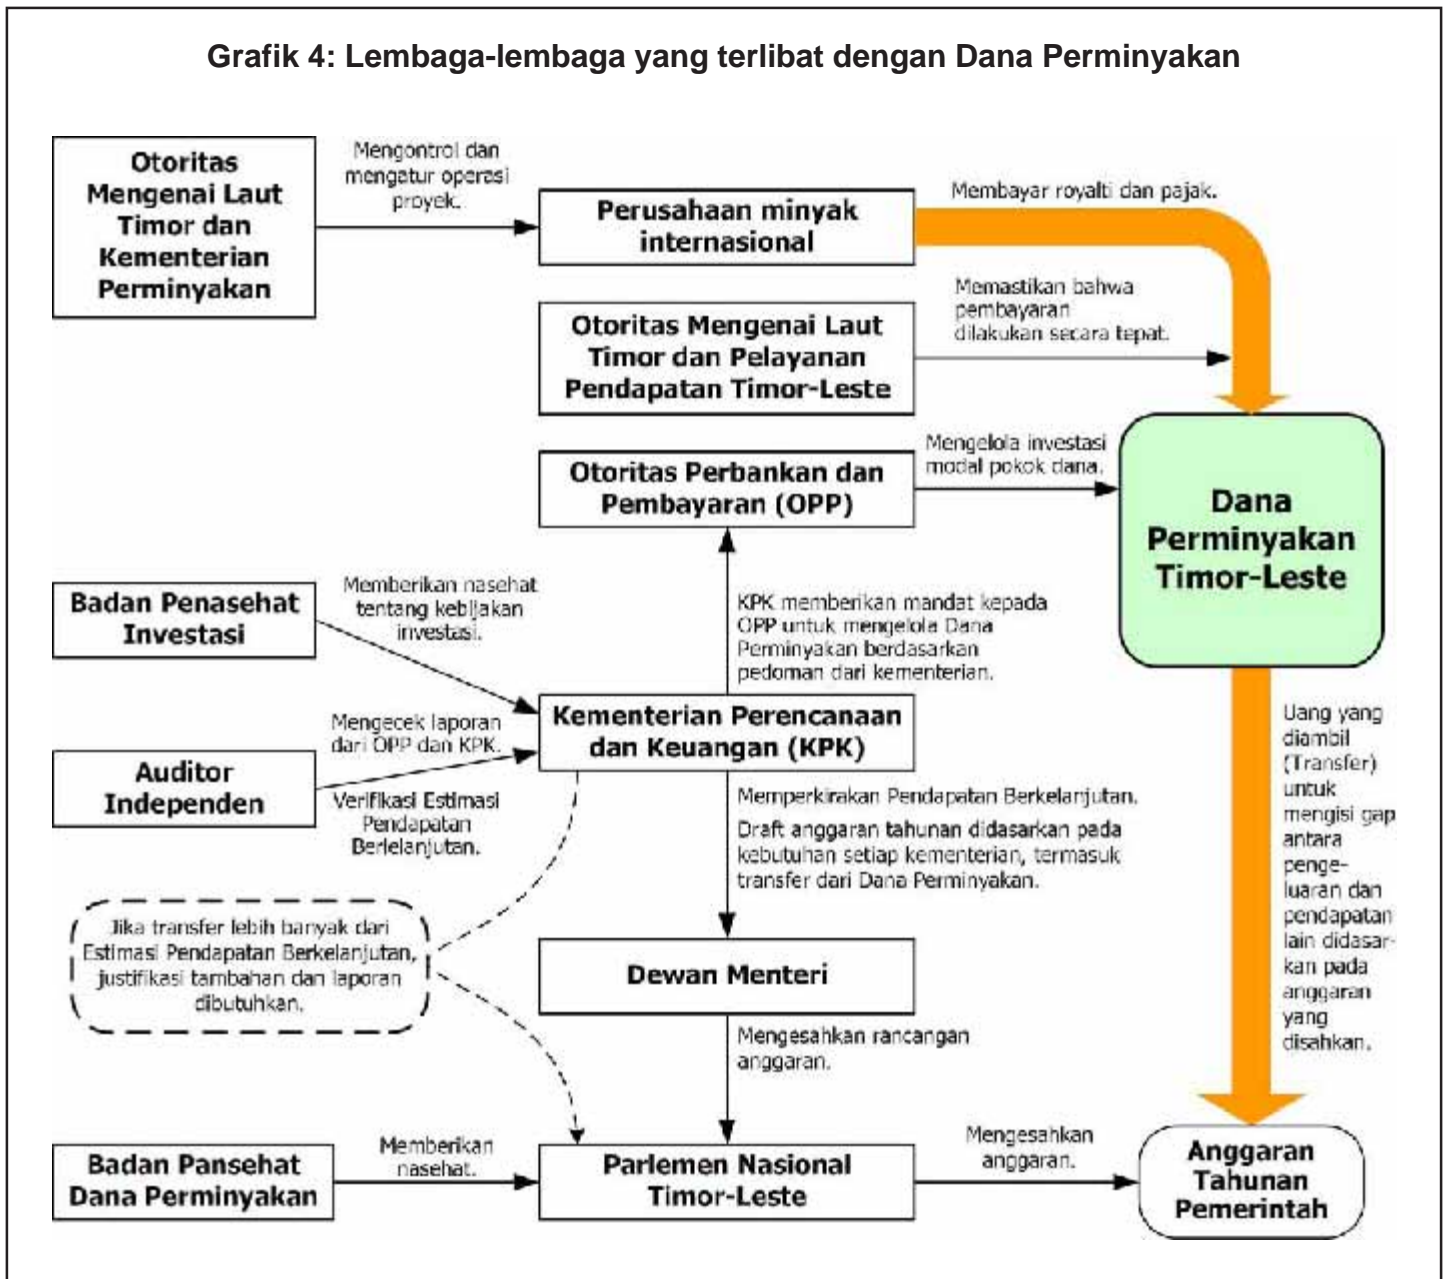 Grafik 4: Lembaga-lembaga yang terlibat dengan Dana Perminyakan
Otoritas
Mengenai Laut
Timor dan
Kementerian
Perminyakan
Mengontrol dan
mengatur operasi
proyek.
Perusahaan minyak
internasional
Membayar royalti dan pajak.
Otoritas Mengenai Laut
Timor dan Pelayanan
Pendapatan Timor-Leste
Memastikan bahwa
pembayaran
dilakukan secara tepat.
Otoritas Perbankan dan
Pembayaran (OPP)
Mengelola investasi
modal pokok dana.
Dana
Perminyakan
Timor-Leste
Badan Penasehat
Investasi
Memberikan nasehat
tentang kebijakan
investasi.
KPK memberikan mandat kepada
OPP untuk mengelola Dana
Perminyakan berdasarkan
pedoman dari kementerian.
Kementerian Perencanaan
dan Keuangan (KPK)
Auditor
Independen
Mengecek laporan
dari OPP dan KPK.
Verifikasi Estimasi
Pendapatan
Berlelanjutan.
Memperkirakan Pendapatan Berkelanjutan.
Draft anggaran tahunan didasarkan pada
kebutuhan setiap kementerian, termasuk
transfer dari Dana Perminyakan.
Uang yang
diambil
(Transfer)
untuk
mengisi gap
antara
penge-
luaran dan
pendapatan
lain didasar-
kan pada
anggaran
yang
disahkan.
Jika transfer lebih banyak dari
Estimasi Pendapatan Berkelanjutan,
justifikasi tambahan dan laporan
dibutuhkan.
Dewan Menteri
Mengesahkan rancangan
anggaran.
Badan Pansehat
Dana Perminyakan
Memberikan
nasehat.
Parlemen Nasional
Timor-Leste
Mengesahkan
anggaran.
Anggaran
Tahunan
Pemerintah